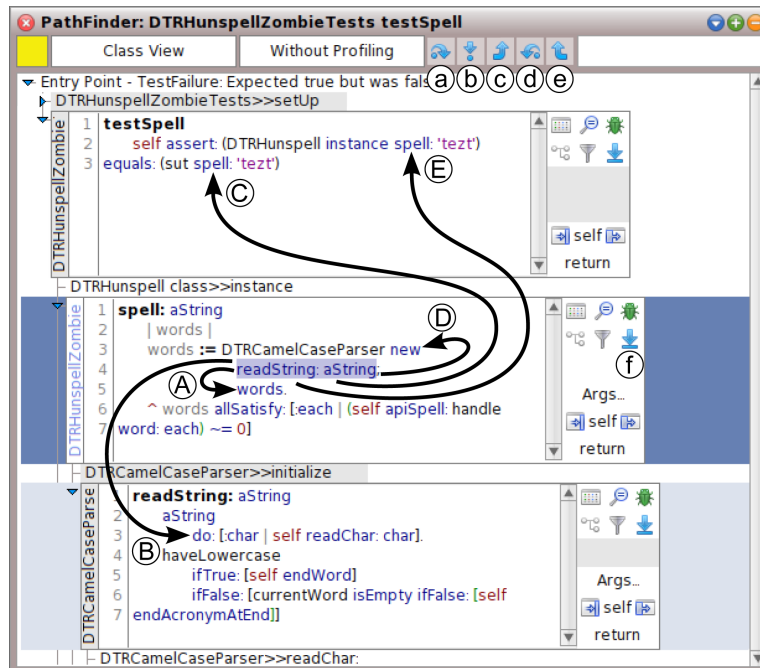 PathFinder: DTRHunspellZombieTests testSpell
Class View
Without Profiling
a b c d e
Entry Point - TestFailure: Expected true but was fals
DTRHunspellZombieTests>>setUp
DTRHunspellZombie
1 testSpell
2 self assert: (DTRHunspell instance spell: 'tezt')
3 equals: (sut spell: 'tezt')
C
E
self
return
DTRHunspell class>>instance
DTRHunspellZombie
1 spell: aString
2 | words |
3 words := DTRCamelCaseParser new
4 readString: aString;
5 words.
6 ^ words allSatisfy: [:each | (self apiSpell: handle
7 word: each) ~= 0]
D
A
f
Args...
self
return
DTRCamelCaseParser>>initialize
DTRCamelCaseParse
1 readString: aString
2 aString
3 do: [:char | self readChar: char].
4 haveLowercase
5 ifTrue: [self endWord]
6 ifFalse: [currentWord isEmpty ifFalse: [self
7 endAcronymAtEnd]]
B
Args...
self
return
DTRCamelCaseParser>>readChar: